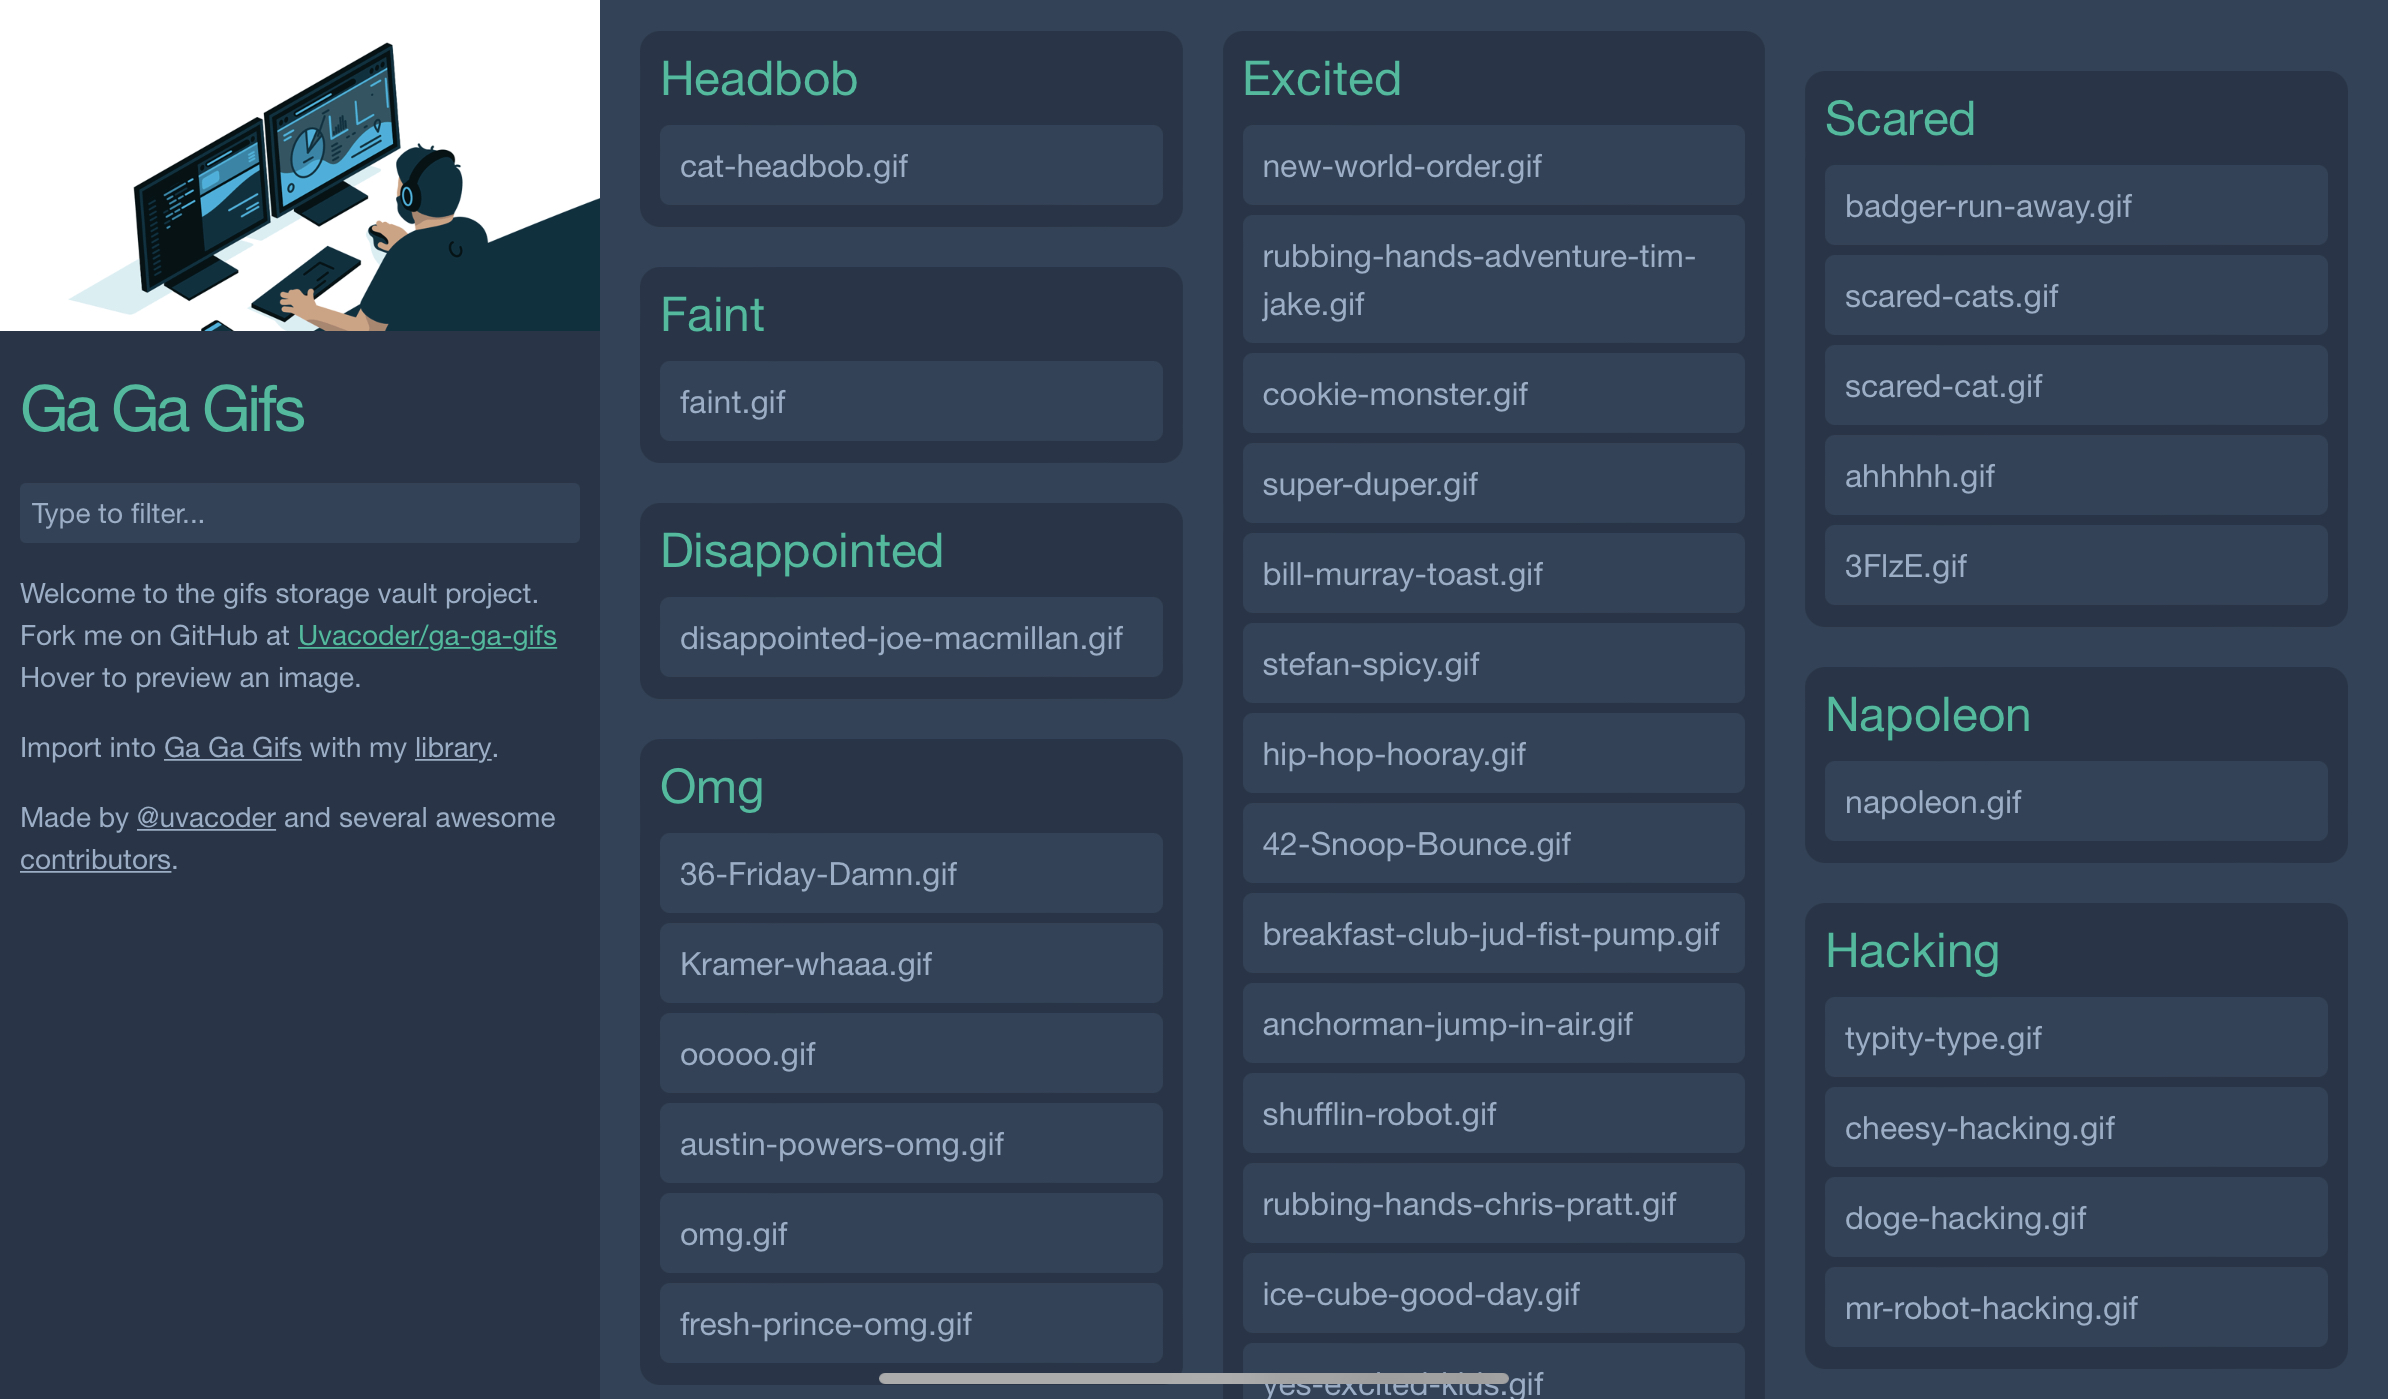 Ga Ga Gifs
Type to filter...
Welcome to the gifs storage vault project.
Fork me on GitHub at Uvacoder/ga-ga-gifs
Hover to preview an image.
Import into Ga Ga Gifs with my library.
Made by @uvacoder and several awesome
contributors.
Headbob
cat-headbob.gif
Faint
faint.gif
Disappointed
disappointed-joe-macmillan.gif
Omg
36-Friday-Damn.gif
Kramer-whaaa.gif
ooooo.gif
austin-powers-omg.gif
omg.gif
fresh-prince-omg.gif
Excited
new-world-order.gif
rubbing-hands-adventure-tim-
jake.gif
cookie-monster.gif
super-duper.gif
bill-murray-toast.gif
stefan-spicy.gif
hip-hop-hooray.gif
42-Snoop-Bounce.gif
breakfast-club-jud-fist-pump.gif
anchorman-jump-in-air.gif
shufflin-robot.gif
rubbing-hands-chris-pratt.gif
ice-cube-good-day.gif
yes-excited-kids.gif
Scared
badger-run-away.gif
scared-cats.gif
scared-cat.gif
ahhhhh.gif
3FlzE.gif
Napoleon
napoleon.gif
Hacking
typity-type.gif
cheesy-hacking.gif
doge-hacking.gif
mr-robot-hacking.gif